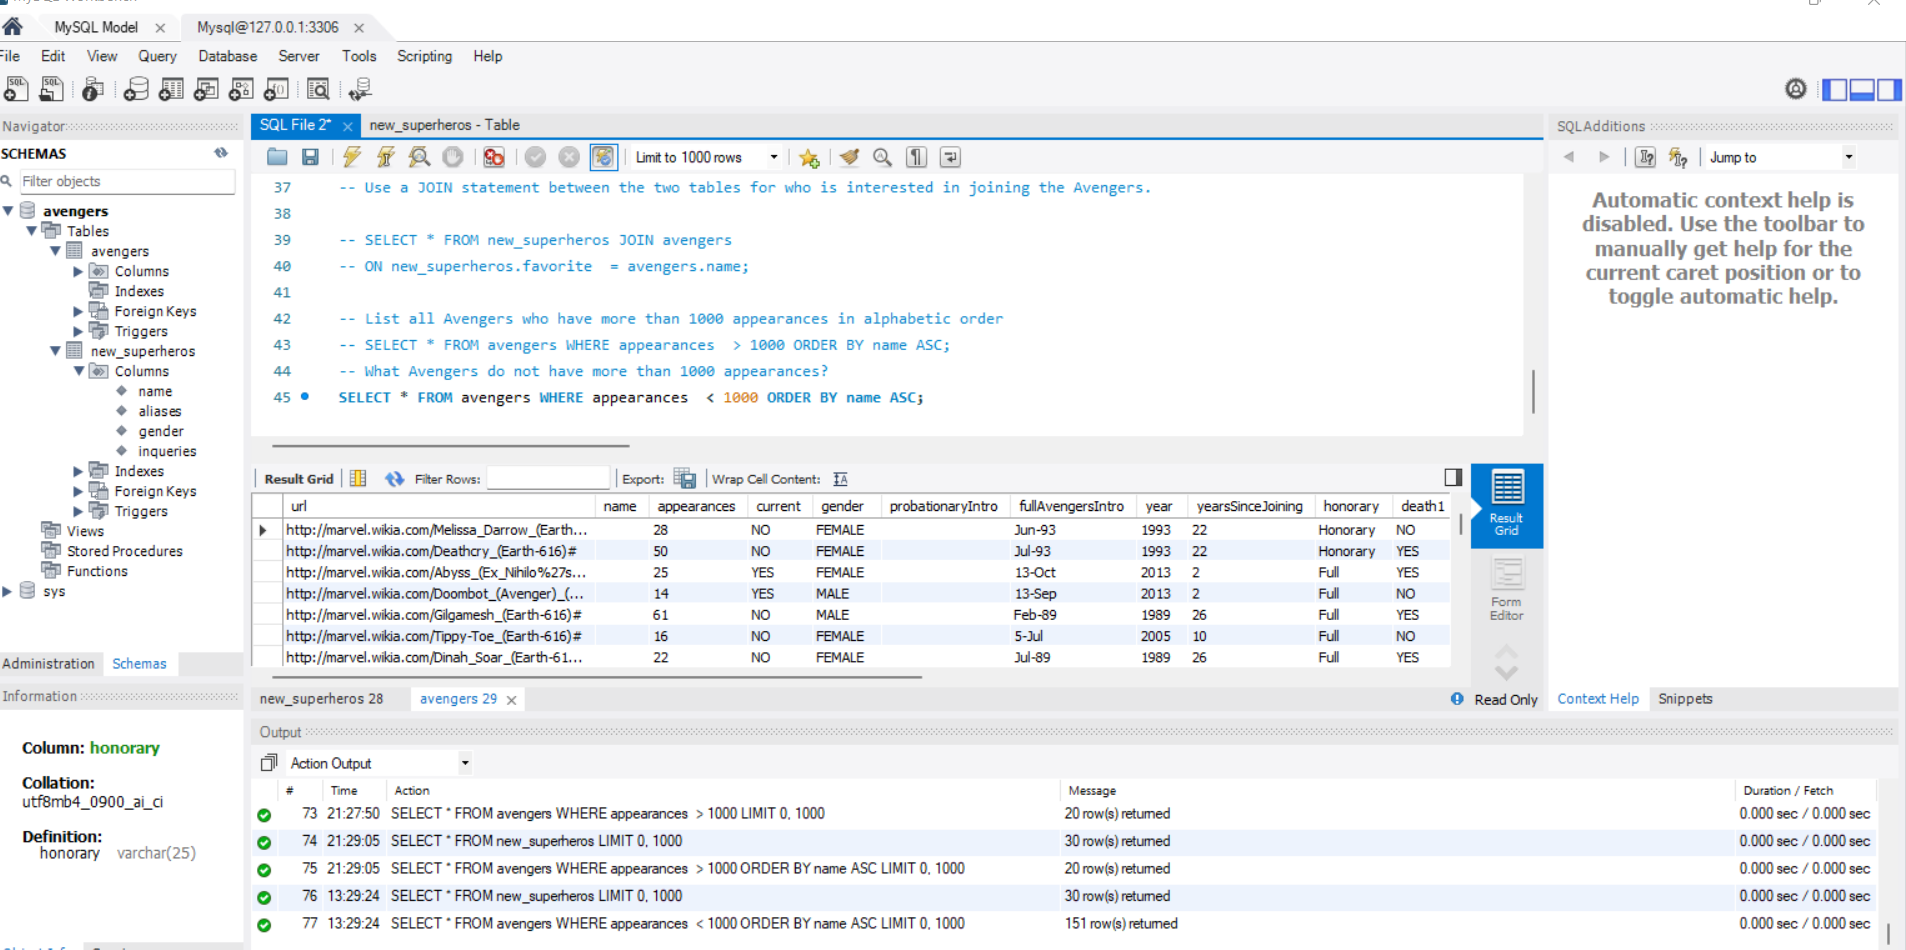 MySQL Model
Mysql@127.0.0.1:3306
File Edit View Query Database Server Tools Scripting Help
Navigator
SCHEMAS
Filter objects
avengers
Tables
avengers
Columns
Indexes
Foreign Keys
Triggers
new_superheros
Columns
name
aliases
gender
inqueries
Indexes
Foreign Keys
Triggers
Views
Stored Procedures
Functions
sys
Administration Schemas
Information
Column: honorary
Collation:
utf8mb4_0900_ai_ci
Definition:
honorary varchar(25)
SQL File 2* new_superheros - Table
Limit to 1000 rows
37 -- Use a JOIN statement between the two tables for who is interested in joining the Avengers.
38
39 -- SELECT * FROM new_superheros JOIN avengers
40 -- ON new_superheros.favorite = avengers.name;
41
42 -- List all Avengers who have more than 1000 appearances in alphabetic order
43 -- SELECT * FROM avengers WHERE appearances > 1000 ORDER BY name ASC;
44 -- What Avengers do not have more than 1000 appearances?
45 SELECT * FROM avengers WHERE appearances < 1000 ORDER BY name ASC;
Result Grid Filter Rows: Export: Wrap Cell Content:
url name appearances current gender probationaryIntro fullAvengersIntro year yearsSinceJoining honorary death1
http://marvel.wikia.com/Melissa_Darrow_(Earth... 28 NO FEMALE Jun-93 1993 22 Honorary NO
http://marvel.wikia.com/Deathcry_(Earth-616)# 50 NO FEMALE Jul-93 1993 22 Honorary YES
http://marvel.wikia.com/Abyss_(Ex_Nihilo%27s... 25 YES FEMALE 13-Oct 2013 2 Full YES
http://marvel.wikia.com/Doombot_(Avenger)_(... 14 YES MALE 13-Sep 2013 2 Full NO
http://marvel.wikia.com/Gilgamesh_(Earth-616)# 61 NO MALE Feb-89 1989 26 Full YES
http://marvel.wikia.com/Tippy-Toe_(Earth-616)# 16 NO FEMALE 5-Jul 2005 10 Full NO
http://marvel.wikia.com/Dinah_Soar_(Earth-61... 22 NO FEMALE Jul-89 1989 26 Full YES
Result
Grid
Form
Editor
new_superheros 28 avengers 29
Read Only
SQLAdditions
Jump to
Automatic context help is
disabled. Use the toolbar to
manually get help for the
current caret position or to
toggle automatic help.
Context Help Snippets
Output
Action Output
# Time Action Message Duration / Fetch
73 21:27:50 SELECT * FROM avengers WHERE appearances > 1000 LIMIT 0, 1000 20 row(s) returned 0.000 sec / 0.000 sec
74 21:29:05 SELECT * FROM new_superheros LIMIT 0, 1000 30 row(s) returned 0.000 sec / 0.000 sec
75 21:29:05 SELECT * FROM avengers WHERE appearances > 1000 ORDER BY name ASC LIMIT 0, 1000 20 row(s) returned 0.000 sec / 0.000 sec
76 13:29:24 SELECT * FROM new_superheros LIMIT 0, 1000 30 row(s) returned 0.000 sec / 0.000 sec
77 13:29:24 SELECT * FROM avengers WHERE appearances < 1000 ORDER BY name ASC LIMIT 0, 1000 151 row(s) returned 0.000 sec / 0.000 sec